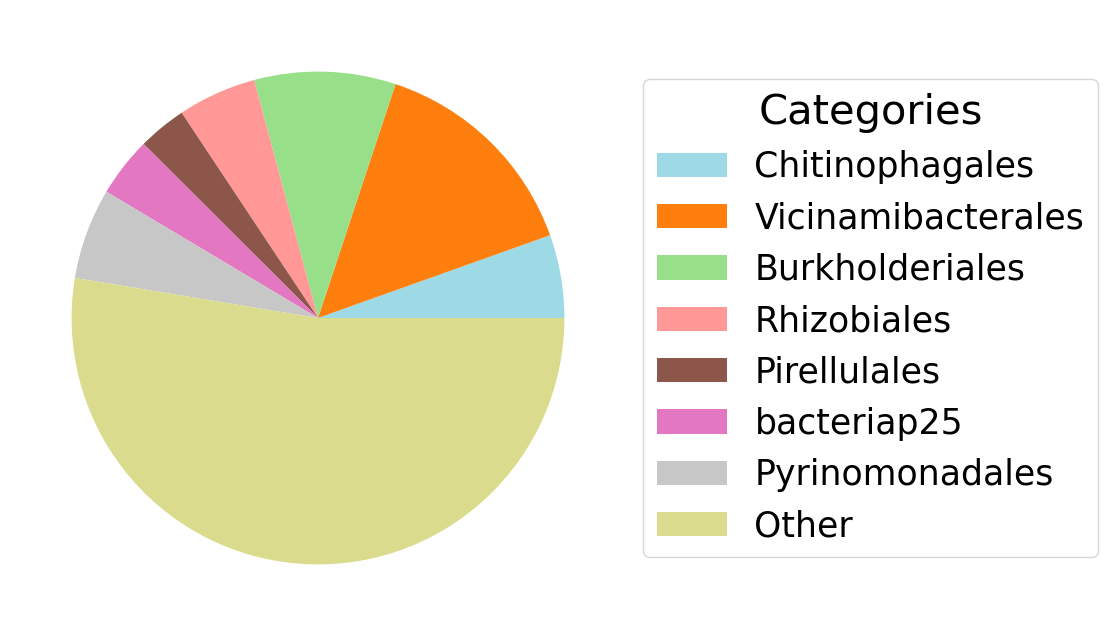 Categories
Chitinophagales
Vicinamibacterales
Burkholderiales
Rhizobiales
Pirellulales
bacteriap25
Pyrinomonadales
Other